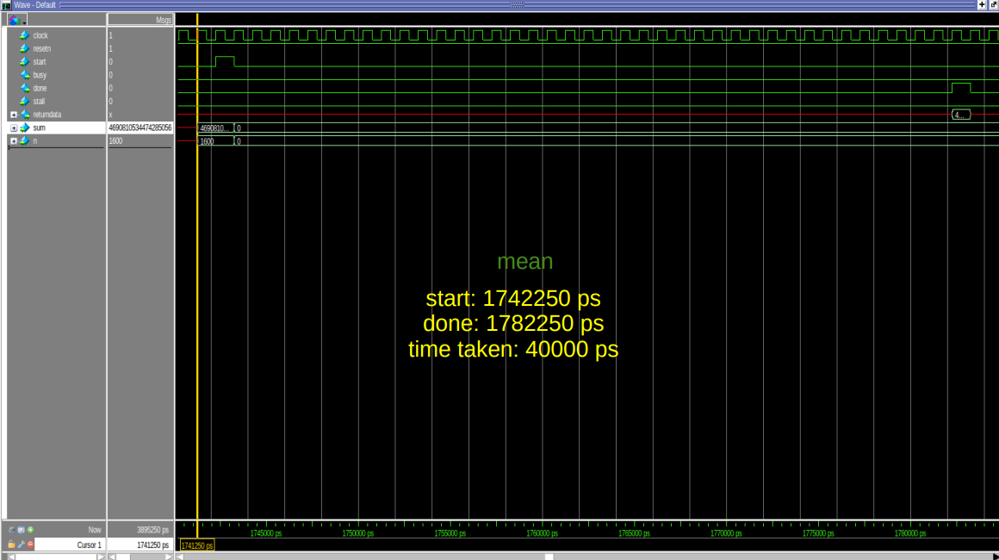 Wave - Default
Msgs
clock 1
resetn 1
start 0
busy 0
done 0
stall 0
returndata x 4...
sum 4690810534474285056 4690810... 0
n 1600 1600 0
mean
start: 1742250 ps
done: 1782250 ps
time taken: 40000 ps
Now 3895250 ps 1745000 ps 1750000 ps 1755000 ps 1760000 ps 1765000 ps 1770000 ps 1775000 ps 1780000 ps
Cursor 1 1741250 ps 1741250 ps